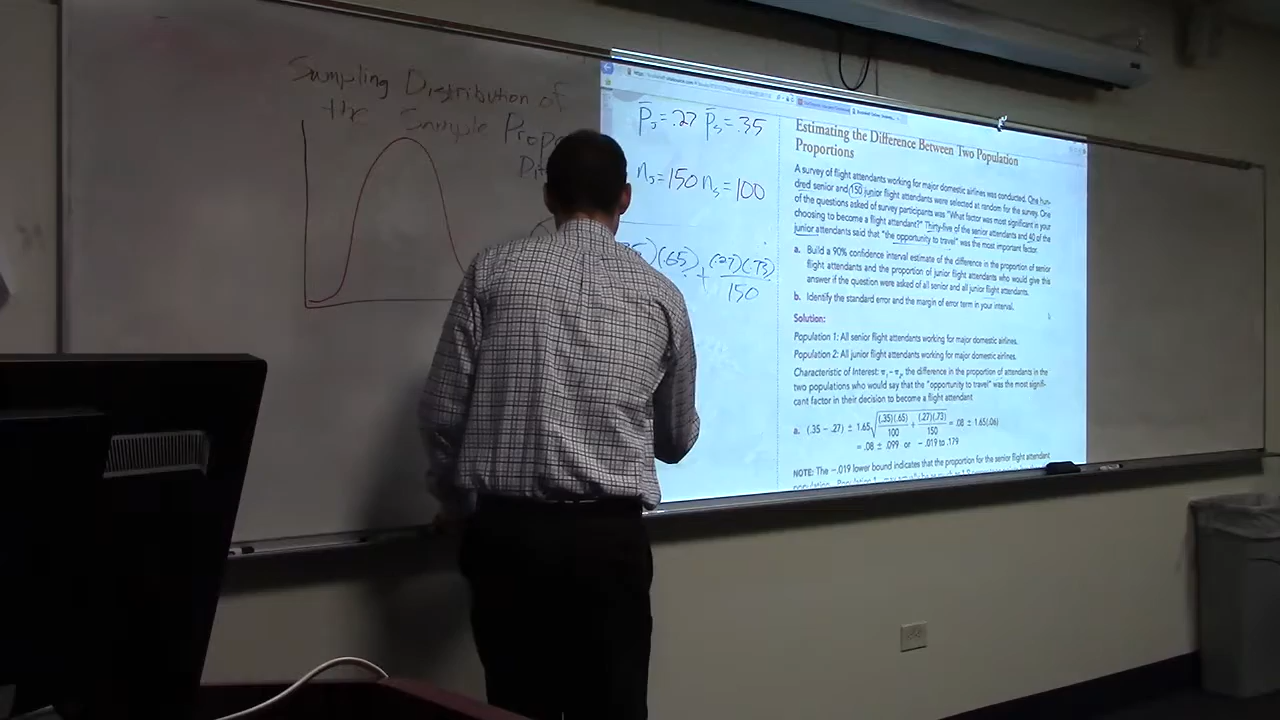 Sampling Distribution of
the Sample
p̄J = .27 p̄s = .35
nJ = 150 ns = 100
)(.65) + (.27)(.73)
150
Estimating the Difference Between Two Population
Proportions
A survey of flight attendants working for major domestic airlines was conducted. One hun-
dred senior and 150 junior flight attendants were selected at random for the survey. One
of the questions asked of survey participants was "What factor was most significant in your
choosing to become a flight attendant?" Thirty-five of the senior attendants and 40 of the
junior attendants said that "the opportunity to travel" was the most important factor.
a. Build a 90% confidence interval estimate of the difference in the proportion of senior
flight attendants and the proportion of junior flight attendants who would give this
answer if the question were asked of all senior and all junior flight attendants.
b. Identify the standard error and the margin of error term in your interval.
Solution:
Population 1: All senior flight attendants working for major domestic airlines.
Population 2: All junior flight attendants working for major domestic airlines.
Characteristic of Interest: π₁ – π₂, the difference in the proportion of attendants in the
two populations who would say that the "opportunity to travel" was the most signifi-
cant factor in their decision to become a flight attendant
a. (.35 – .27) ± 1.65√((.35)(.65)/100 + (.27)(.73)/150) = .08 ± 1.65(.06)
= .08 ± .099 or – .019 to .179
NOTE: The –.019 lower bound indicates that the proportion for the senior flight attendant